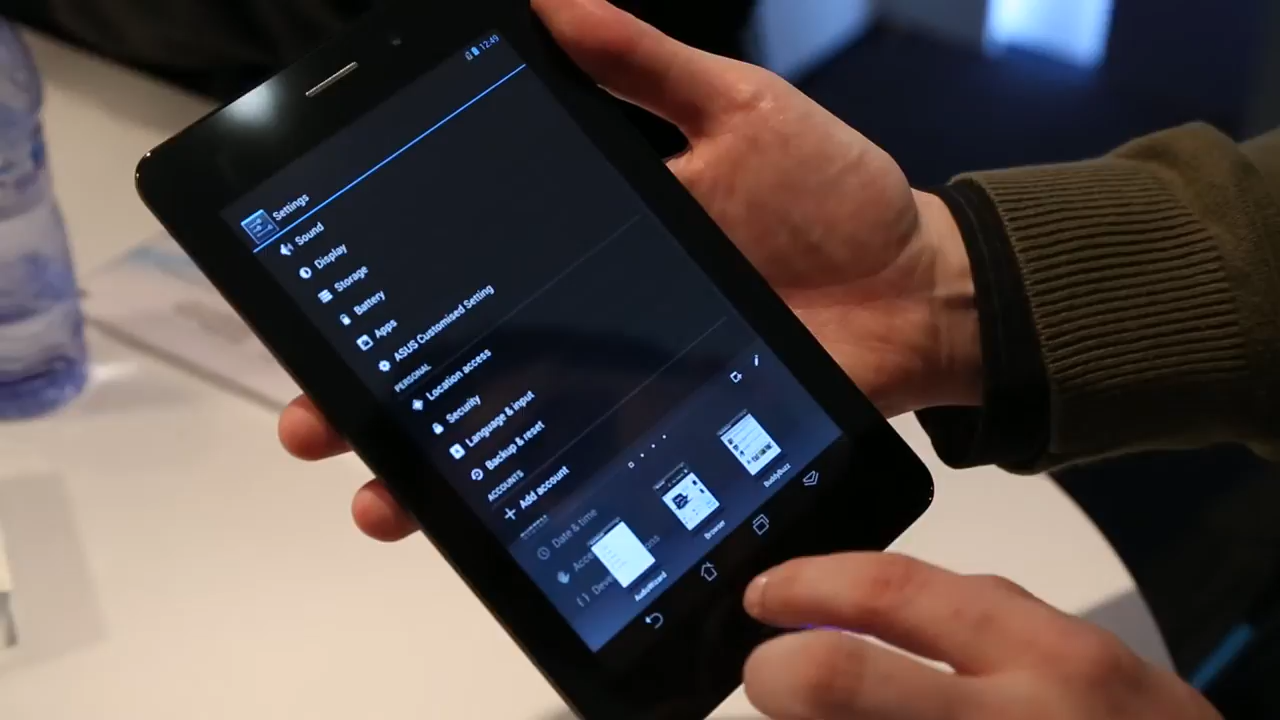 12:49
Settings
Sound
Display
Storage
Battery
Apps
ASUS Customised Setting
PERSONAL
Location access
Security
Language & input
Backup & reset
ACCOUNTS
Add account
Date & time
AudioWizard
Browser
BuddyBuzz